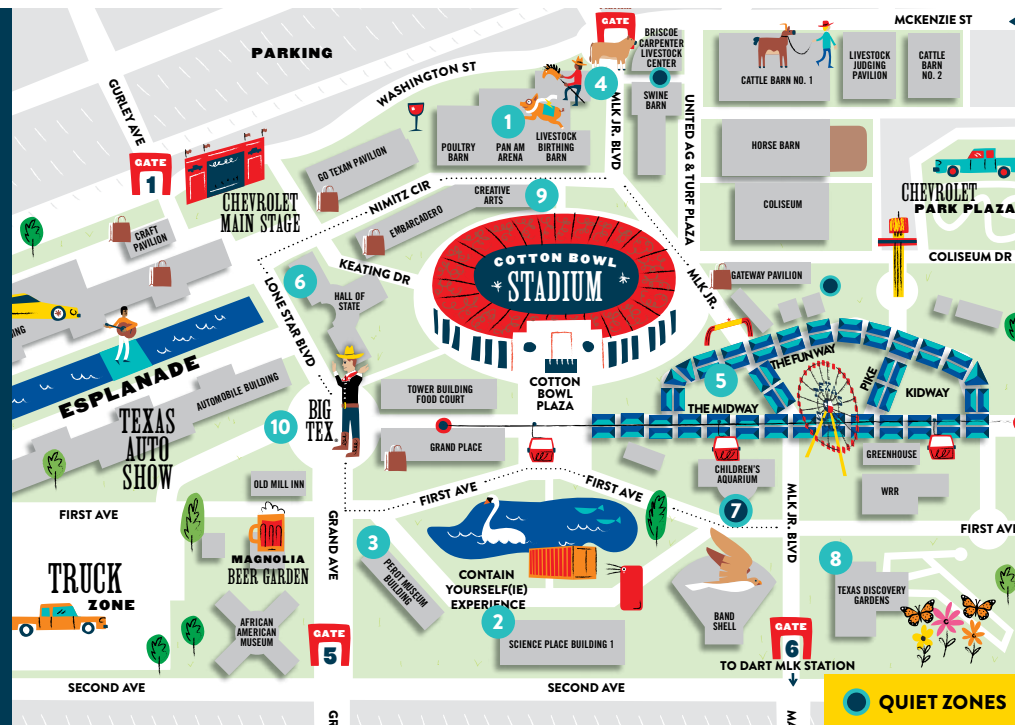 MCKENZIE ST
GATE
BRISCOE
CARPENTER
LIVESTOCK
CENTER
PARKING
WASHINGTON ST
GURLEY AVE
4
MLK JR. BLVD
SWINE
BARN
UNITED AG & TURF PLAZA
CATTLE BARN NO. 1
LIVESTOCK
JUDGING
PAVILION
CATTLE
BARN
NO. 2
1
POULTRY
BARN
PAN AM
ARENA
LIVESTOCK
BIRTHING
BARN
HORSE BARN
GATE
1
GO TEXAN PAVILION
CHEVROLET
MAIN STAGE
NIMITZ CIR
CREATIVE
ARTS
9
EMBARCADERO
COLISEUM
CHEVROLET
PARK PLAZA
CRAFT
PAVILION
KEATING DR
COTTON BOWL
STADIUM
COLISEUM DR
6
HALL OF
STATE
LONE STAR BLVD
MLK JR.
GATEWAY PAVILION
ING
ESPLANADE
AUTOMOBILE BUILDING
TEXAS
AUTO
SHOW
10
BIG
TEX
TOWER BUILDING
FOOD COURT
COTTON
BOWL
PLAZA
GRAND PLACE
5
THE FUN WAY
PIKE
KIDWAY
THE MIDWAY
GREENHOUSE
CHILDREN'S
AQUARIUM
WRR
7
OLD MILL INN
FIRST AVE
FIRST AVE
FIRST AVE
FIRST AVE
GRAND AVE
MLK JR. BLVD
MAGNOLIA
BEER GARDEN
3
PEROT MUSEUM
BUILDING
CONTAIN
YOURSELF(IE)
EXPERIENCE
8
TEXAS DISCOVERY
GARDENS
TRUCK
ZONE
AFRICAN
AMERICAN
MUSEUM
GATE
5
2
SCIENCE PLACE BUILDING 1
BAND
SHELL
GATE
6
TO DART MLK STATION
SECOND AVE
SECOND AVE
QUIET ZONES
GR